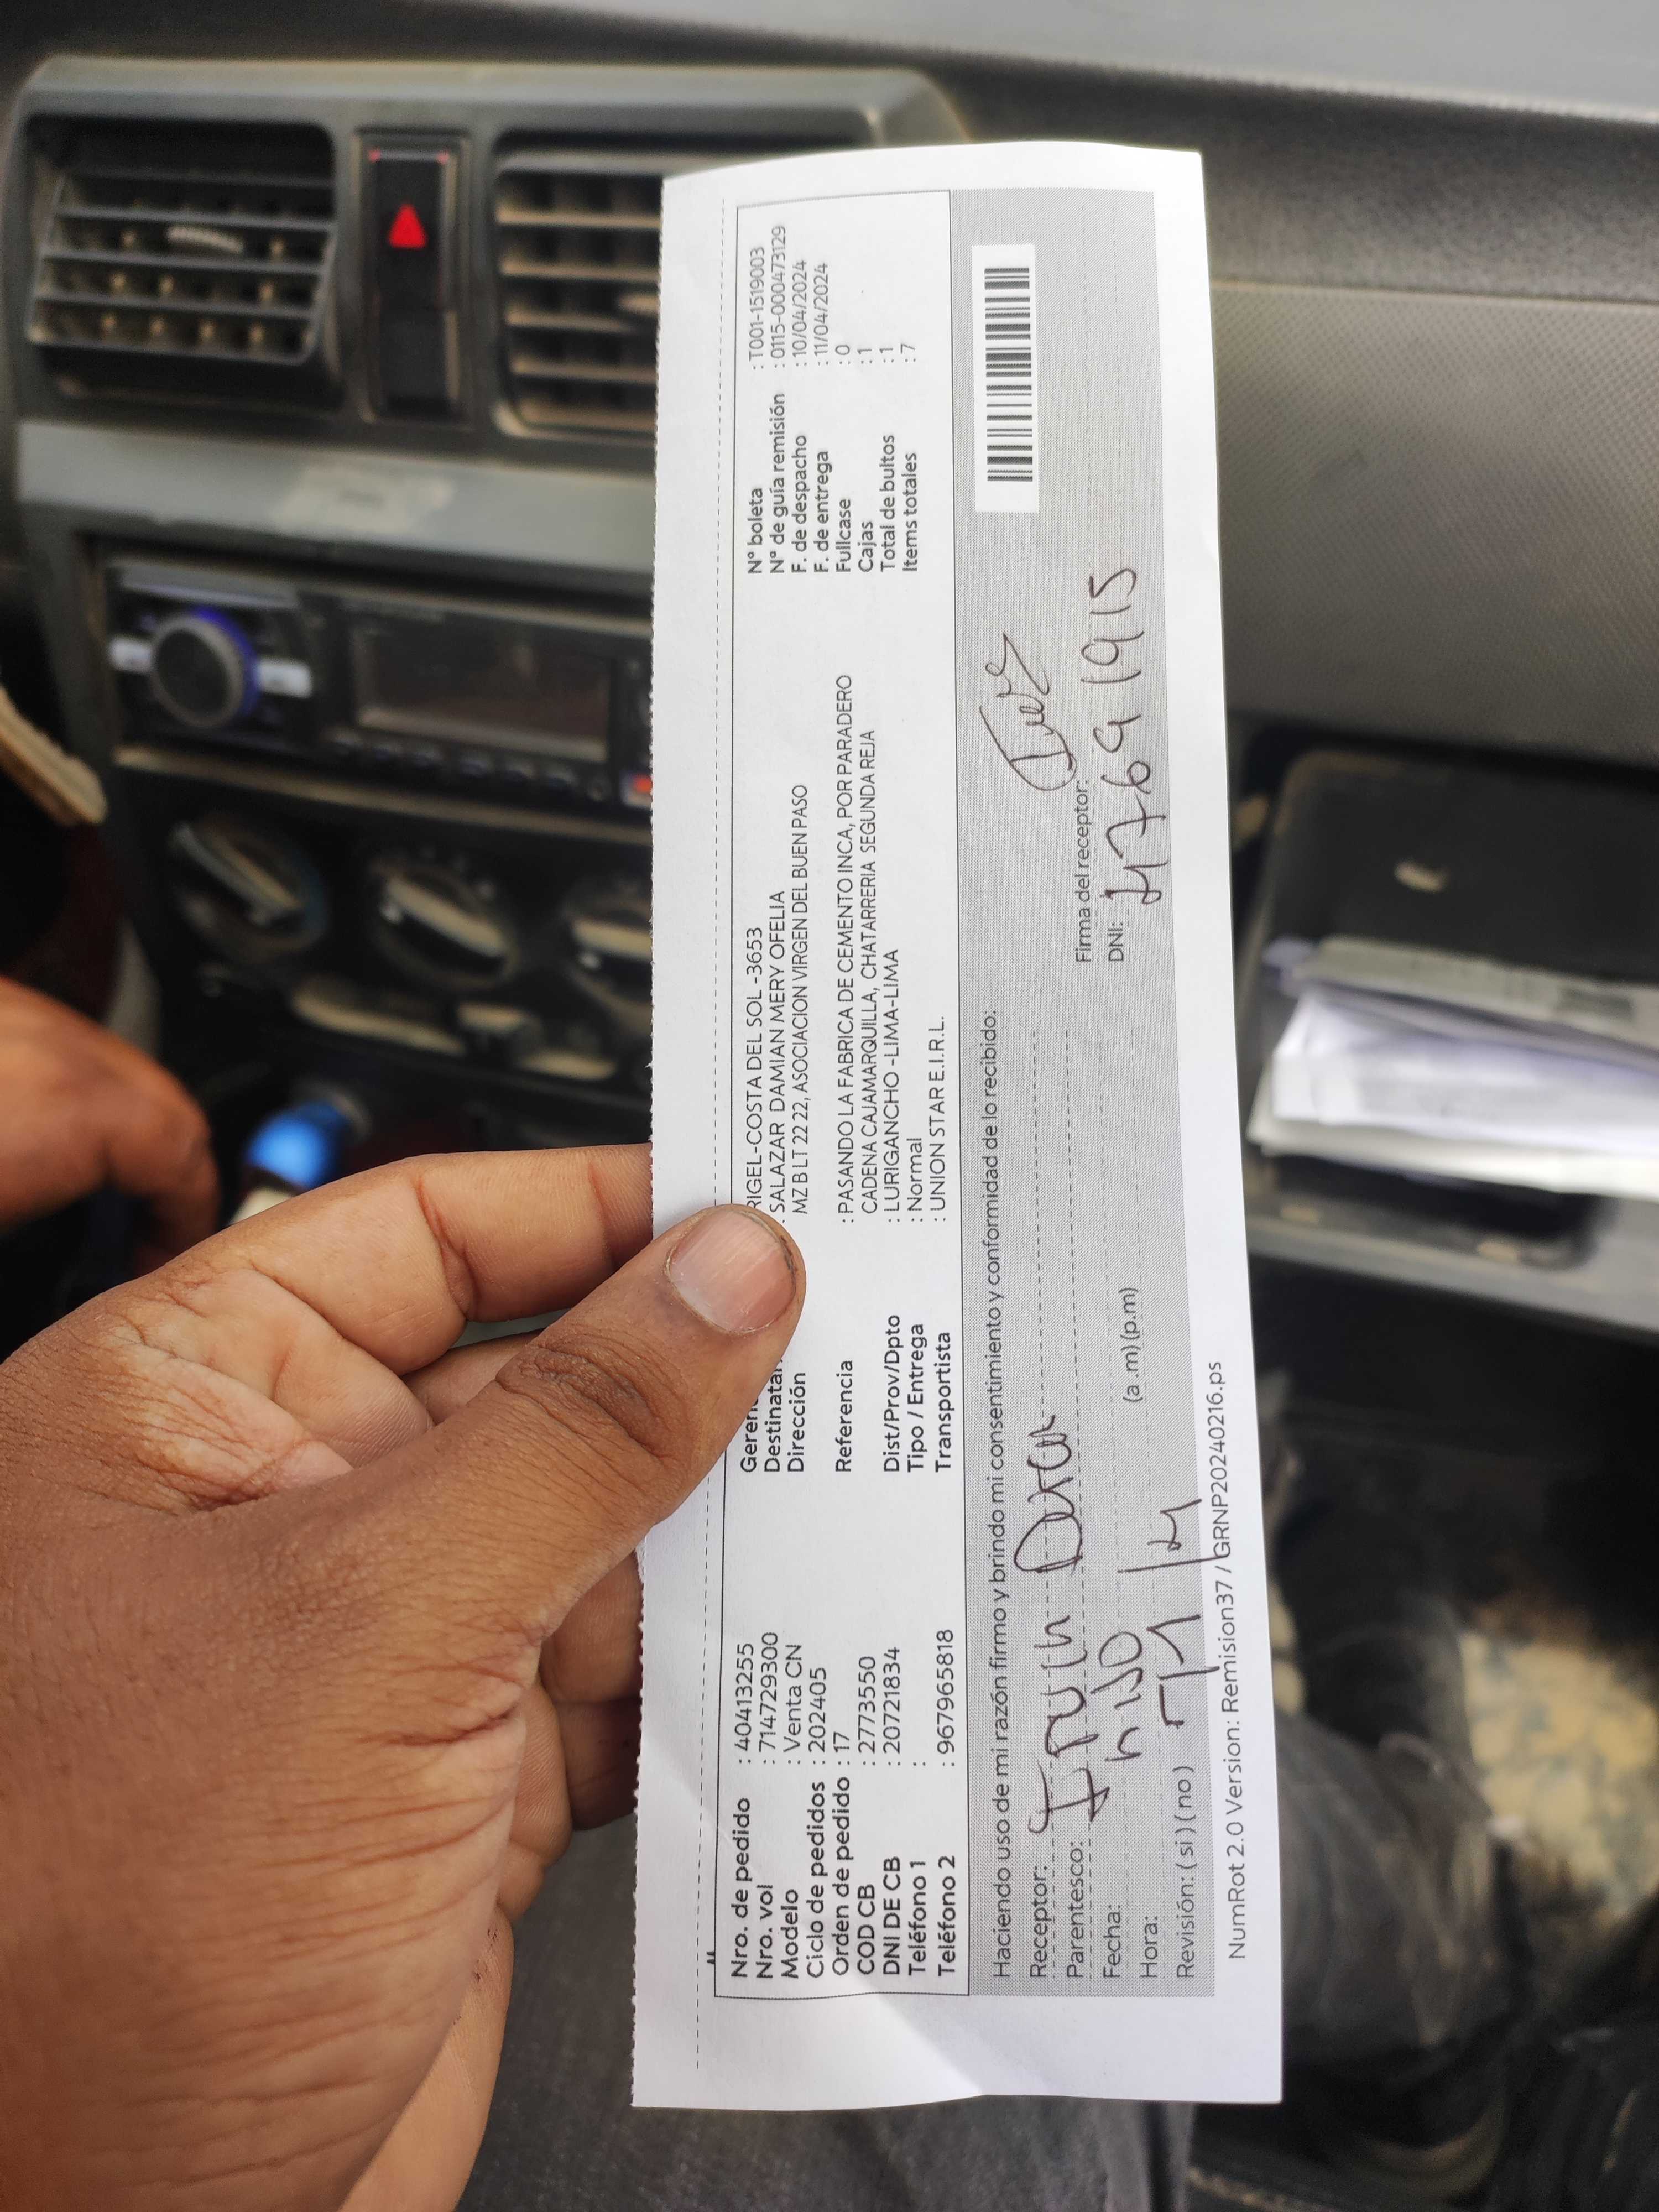 Nro. de pedido : 40413255
Nro. vol : 714729300
Modelo : Venta CN
Ciclo de pedidos : 202405
Orden de pedido : 17
COD CB : 2773550
DNI DE CB : 20721834
Teléfono 1 :
Teléfono 2 : 967965818
Geren RIGEL-COSTA DEL SOL -3653
Destinatar : SALAZAR DAMIAN MERY OFELIA
Dirección MZ B LT 22 22, ASOCIACION VIRGEN DEL BUEN PASO
Referencia : PASANDO LA FABRICA DE CEMENTO INCA, POR PARADERO
CADENA CAJAMARQUILLA, CHATARRERIA SEGUNDA REJA
Dist/Prov/Dpto : LURIGANCHO -LIMA-LIMA
Tipo / Entrega : Normal
Transportista : UNION STAR E.I.R.L.
N° boleta : T001-1519003
N° de guía remisión : 0115-0000473129
F. de despacho : 10/04/2024
F. de entrega : 11/04/2024
Fullcase : 0
Cajas : 1
Total de bultos : 1
Items totales : 7
Haciendo uso de mi razón firmo y brindo mi consentimiento y conformidad de lo recibido:
Receptor:
Parentesco:
Fecha:
Hora: (a .m) (p.m)
Revisión: ( si ) ( no )
Firma del receptor:
DNI: 47691915
NumRot 2.0 Version: Remision37 / GRNP20240216.ps